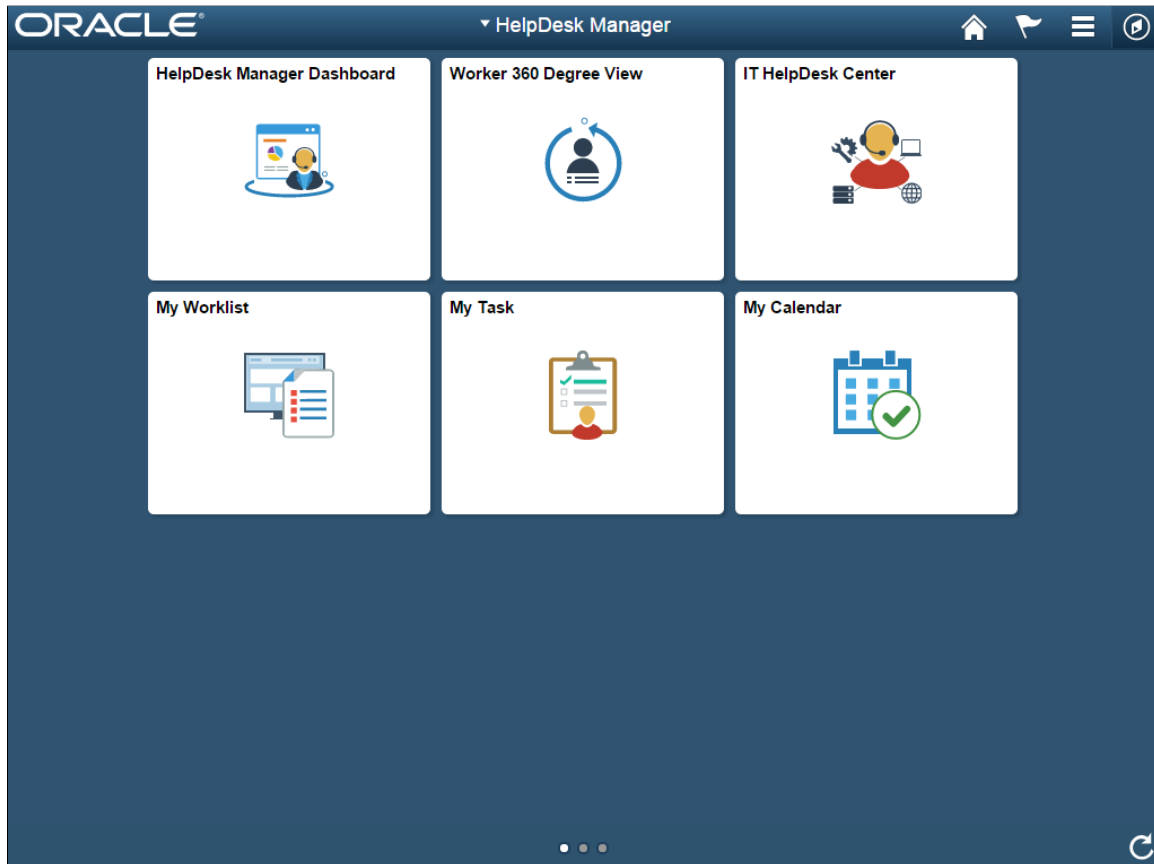 ORACLE®
HelpDesk Manager
HelpDesk Manager Dashboard
Worker 360 Degree View
IT HelpDesk Center
My Worklist
My Task
My Calendar